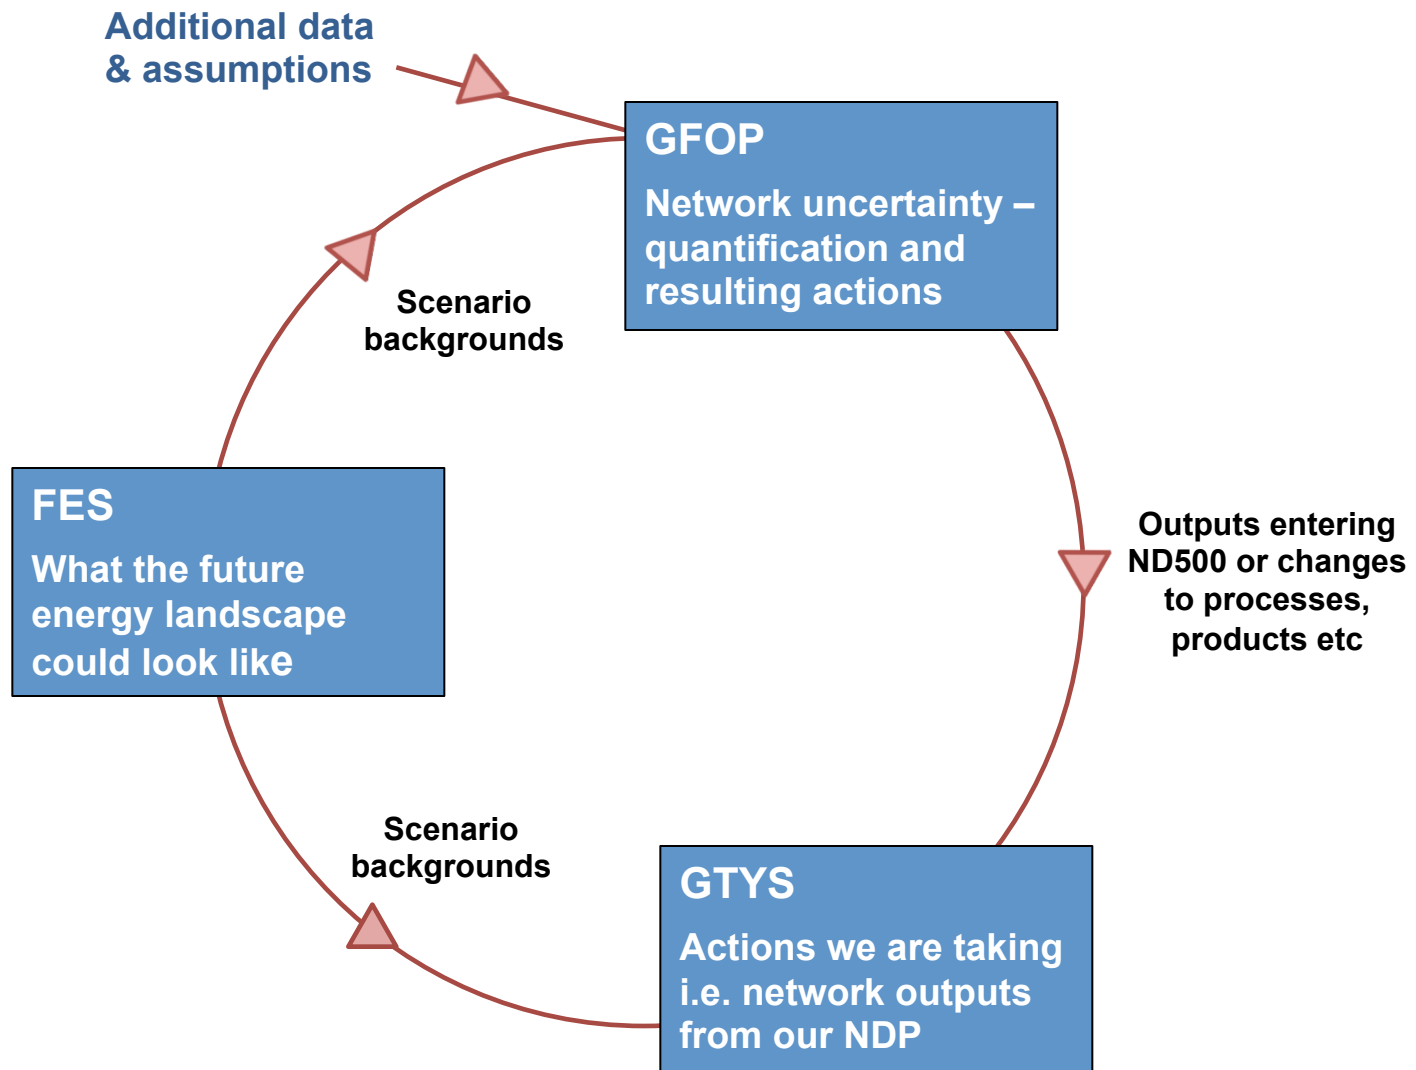 Additional data
& assumptions
GFOP
Network uncertainty –
quantification and
resulting actions
Scenario
backgrounds
FES
What the future
energy landscape
could look like
Outputs entering
ND500 or changes
to processes,
products etc
Scenario
backgrounds
GTYS
Actions we are taking
i.e. network outputs
from our NDP